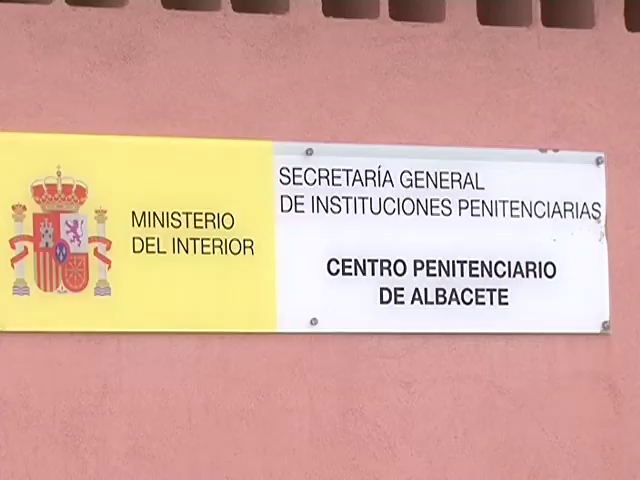 MINISTERIO
DEL INTERIOR
SECRETARÍA GENERAL
DE INSTITUCIONES PENITENCIARIAS
CENTRO PENITENCIARIO
DE ALBACETE